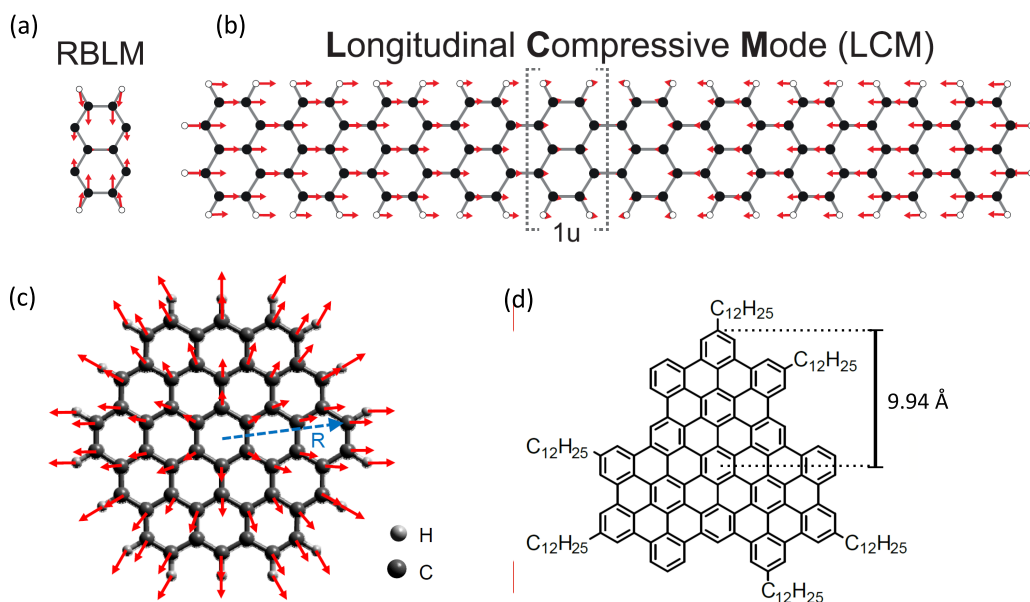 (a)
RBLM
(b)
Longitudinal Compressive Mode (LCM)
1u
(c)
R
H
C
(d)
C12H25
C12H25
9.94 Å
C12H25
C12H25
C12H25
C12H25